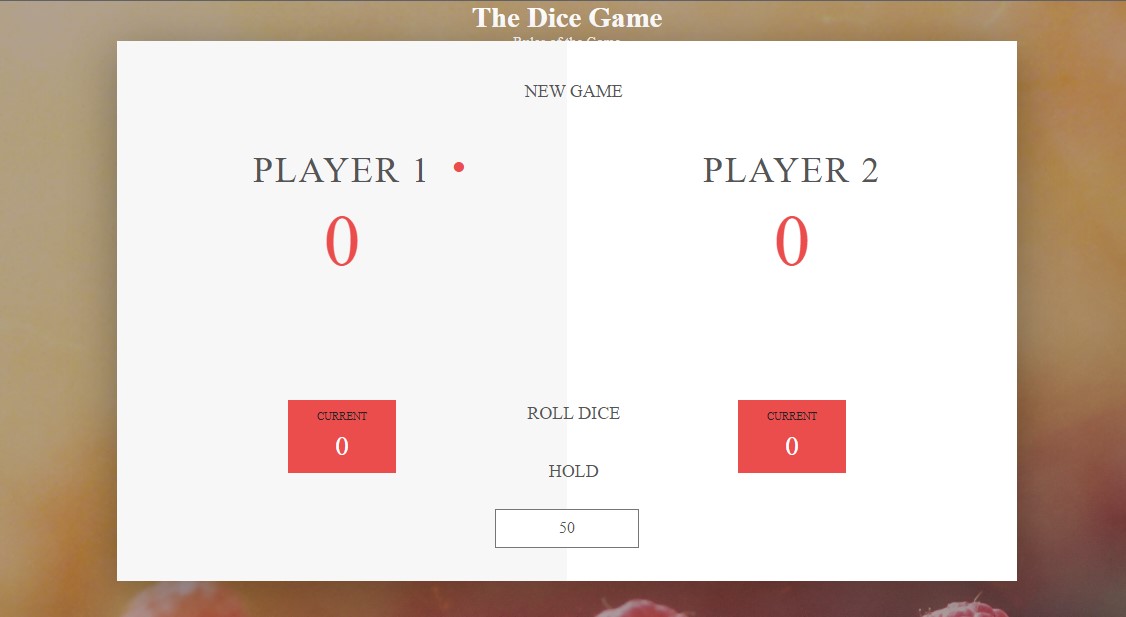 The Dice Game
Rules of the Game
NEW GAME
PLAYER 1
PLAYER 2
0
0
CURRENT
0
ROLL DICE
CURRENT
0
HOLD
50